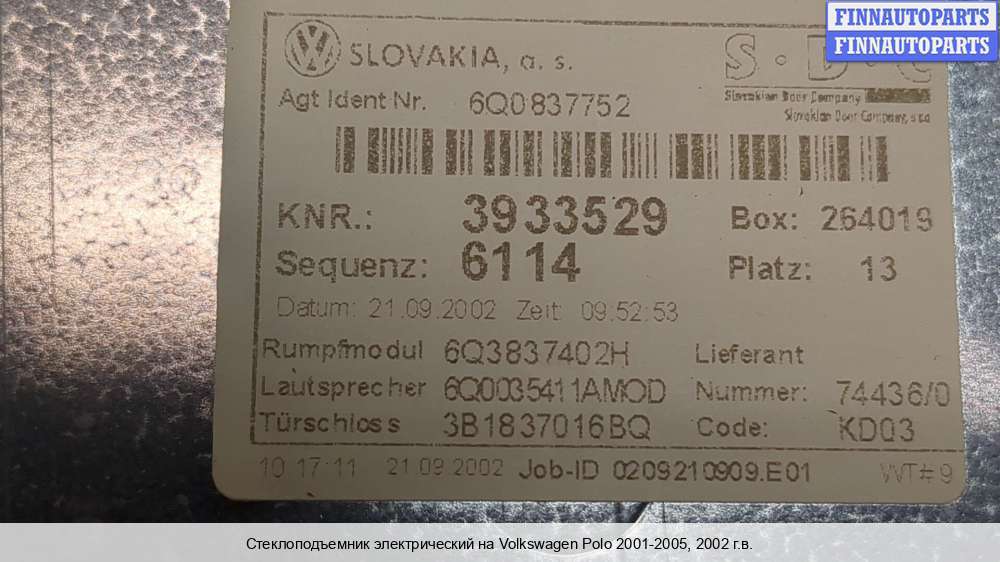 FINNAUTOPARTS
FINNAUTOPARTS
SLOVAKIA, a. s.
S · D · C
Slovakian Door Company
Slovakian Door Company, s.r.o
Agt Ident Nr. 6Q0837752
KNR.: 3933529 Box: 264019
Sequenz: 6114 Platz: 13
Datum: 21.09.2002 Zeit: 09:52:53
Rumpfmodul 6Q3837402H Lieferant
Lautsprecher 6Q0035411AMOD Nummer: 74436/0
Türschloss 3B1837016BQ Code: KD03
10 17:11 21.09.2002 Job-ID 0209210909.E01 WT#9
Стеклоподъемник электрический на Volkswagen Polo 2001-2005, 2002 г.в.